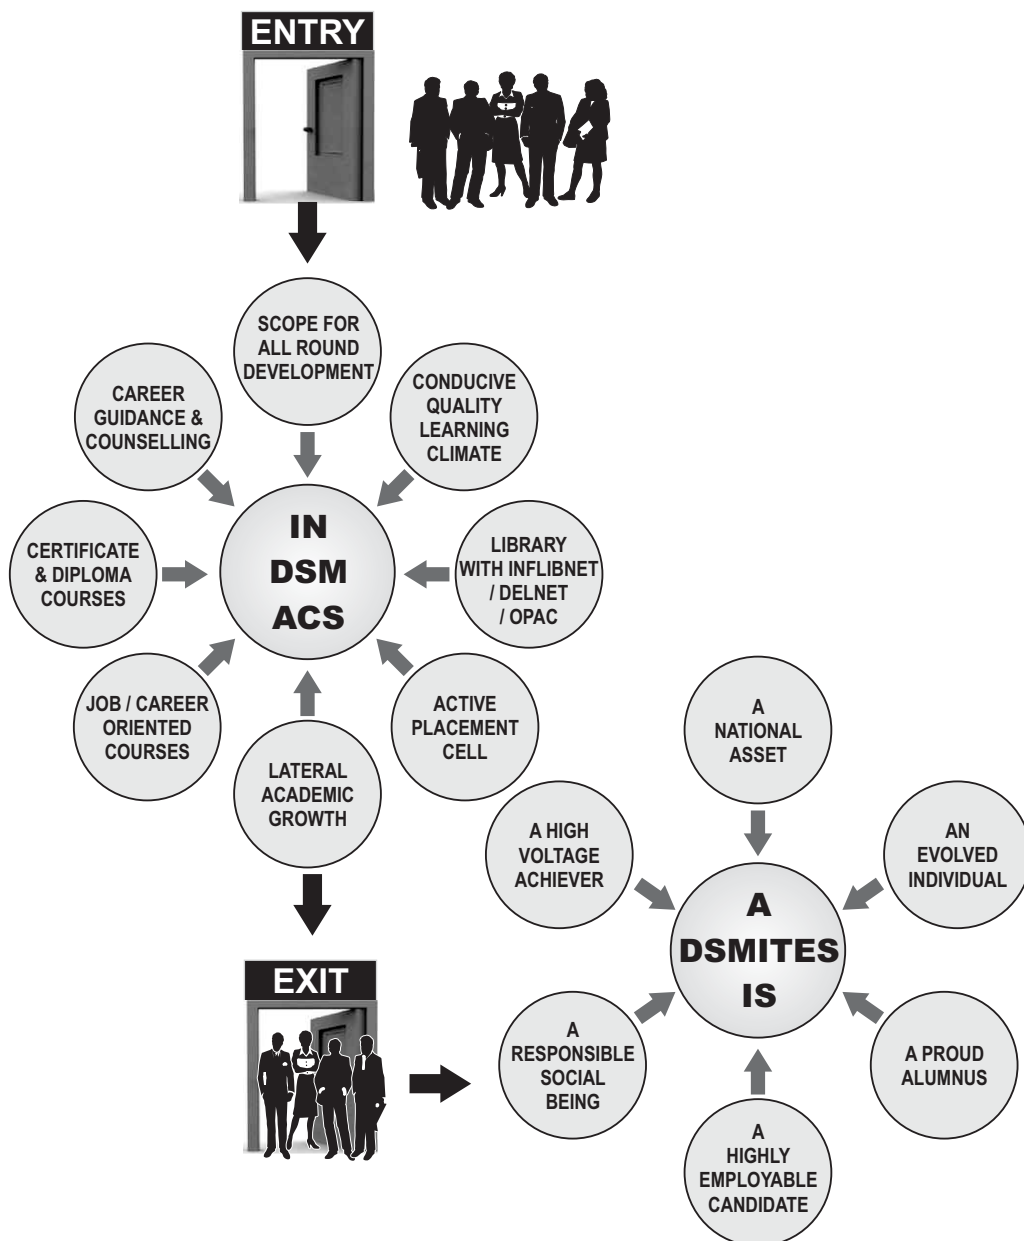 ENTRY
SCOPE FOR
ALL ROUND
DEVELOPMENT
CAREER
GUIDANCE &
COUNSELLING
CONDUCIVE
QUALITY
LEARNING
CLIMATE
IN
DSM
ACS
CERTIFICATE
& DIPLOMA
COURSES
LIBRARY
WITH INFLIBNET
/ DELNET
/ OPAC
JOB / CAREER
ORIENTED
COURSES
ACTIVE
PLACEMENT
CELL
LATERAL
ACADEMIC
GROWTH
EXIT
A
NATIONAL
ASSET
A HIGH
VOLTAGE
ACHIEVER
AN
EVOLVED
INDIVIDUAL
A
DSMITES
IS
A
RESPONSIBLE
SOCIAL
BEING
A PROUD
ALUMNUS
A
HIGHLY
EMPLOYABLE
CANDIDATE